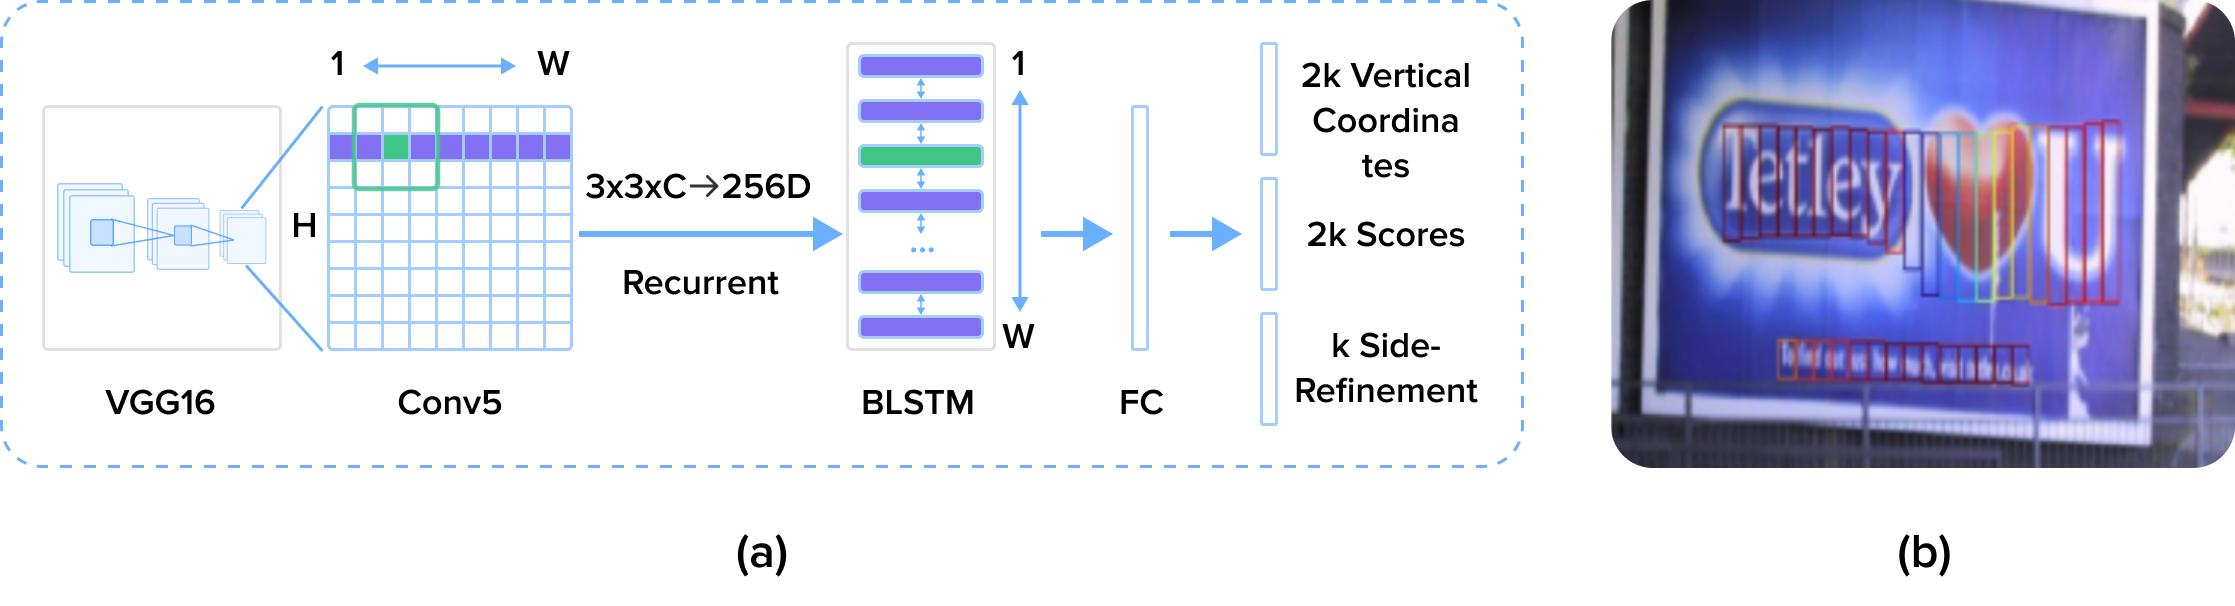 1
W
H
VGG16
Conv5
3x3xC→256D
Recurrent
...
1
W
BLSTM
FC
2k Vertical
Coordina
tes
2k Scores
k Side-
Refinement
(a)
Tetley
U
(b)